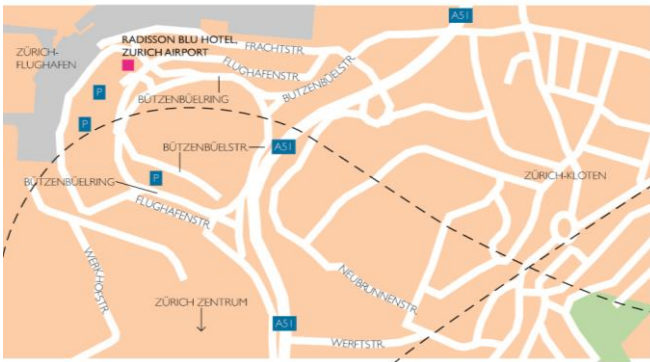 A51
ZÜRICH-
FLUGHAFEN
RADISSON BLU HOTEL,
ZURICH AIRPORT
FRACHTSTR.
FLUGHAFENSTR.
BÜTZENBÜELSTR.
BÜTZENBÜELRING
P
P
BÜTZENBÜELSTR.
A51
P
BÜTZENBÜELRING
FLUGHAFENSTR.
ZÜRICH-KLOTEN
WERKHOFSTR.
NEUBRUNNENSTR.
ZÜRICH ZENTRUM
A51
WERFTSTR.